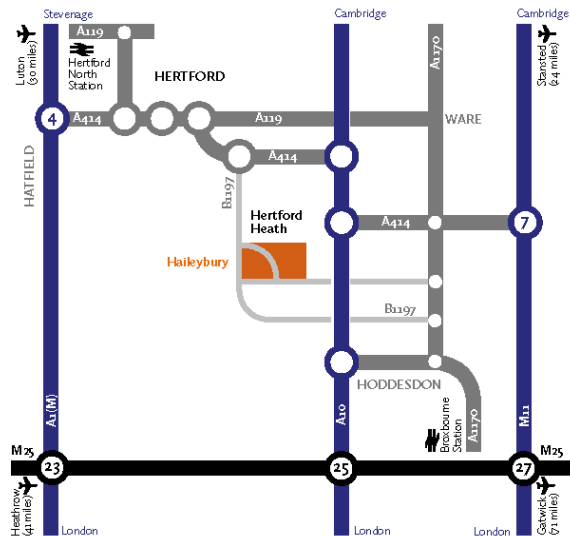 Stevenage
Cambridge
Cambridge
Luton
(30 miles)
A119
Hertford
North
Station
HERTFORD
A1170
Stansted
(24 miles)
4
A414
A119
WARE
HATFIELD
A414
B1197
Hertford
Heath
A414
7
Haileybury
B1197
HODDESDON
A1(M)
A10
Broxbourne
Station
A1170
M11
M25
M25
23
25
27
Heathrow
(41 miles)
Gatwick
(71 miles)
London
London
London